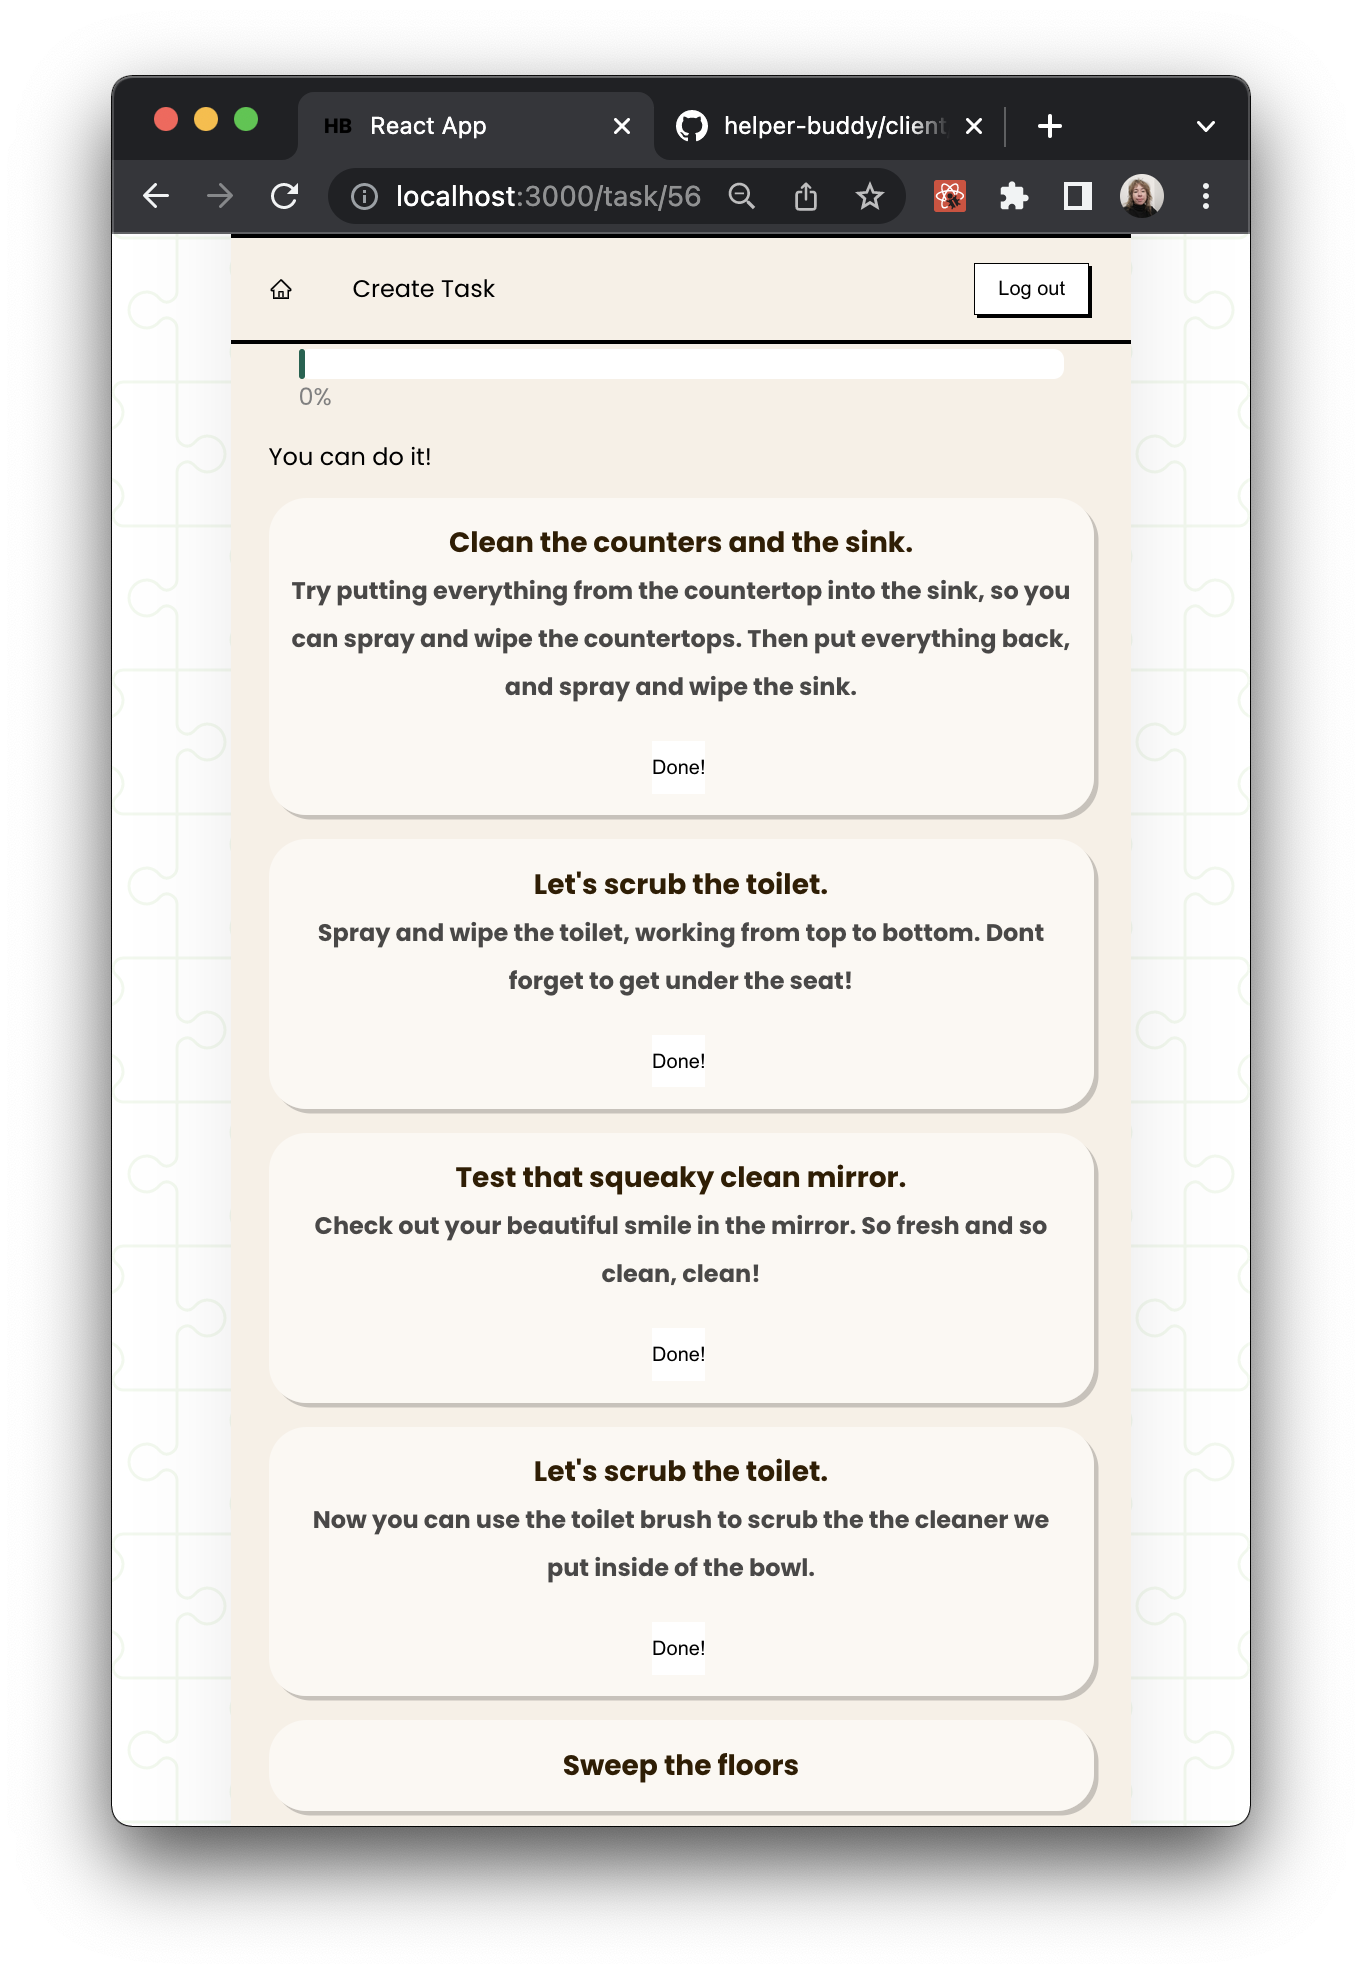 HB React App
helper-buddy/client
localhost:3000/task/56
Create Task
Log out
0%
You can do it!
Clean the counters and the sink.
Try putting everything from the countertop into the sink, so you
can spray and wipe the countertops. Then put everything back,
and spray and wipe the sink.
Done!
Let's scrub the toilet.
Spray and wipe the toilet, working from top to bottom. Dont
forget to get under the seat!
Done!
Test that squeaky clean mirror.
Check out your beautiful smile in the mirror. So fresh and so
clean, clean!
Done!
Let's scrub the toilet.
Now you can use the toilet brush to scrub the the cleaner we
put inside of the bowl.
Done!
Sweep the floors